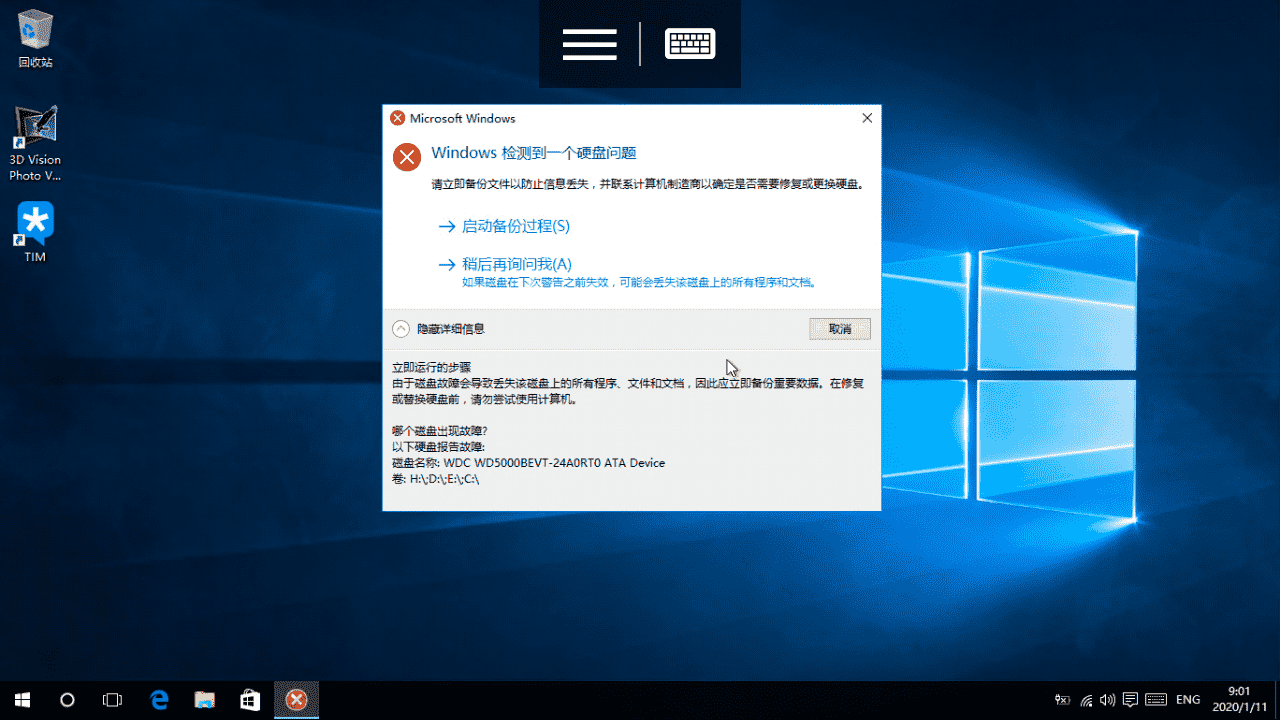 回收站
3D Vision
Photo V...
TIM
Microsoft Windows
Windows 检测到一个硬盘问题
请立即备份文件以防止信息丢失，并联系计算机制造商以确定是否需要修复或更换硬盘。
启动备份过程(S)
稍后再询问我(A)
如果磁盘在下次警告之前失效，可能会丢失该磁盘上的所有程序和文档。
隐藏详细信息
取消
立即运行的步骤
由于磁盘故障会导致丢失该磁盘上的所有程序、文件和文档，因此应立即备份重要数据。在修复
或替换硬盘前，请勿尝试使用计算机。
哪个磁盘出现故障?
以下硬盘报告故障:
磁盘名称: WDC WD5000BEVT-24A0RT0 ATA Device
卷: H:\;D:\;E:\;C:\
ENG
9:01
2020/1/11